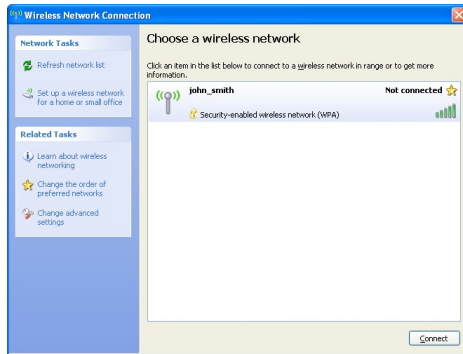 Wireless Network Connection
Network Tasks
Refresh network list
Set up a wireless network
for a home or small office
Related Tasks
Learn about wireless
networking
Change the order of
preferred networks
Change advanced
settings
Choose a wireless network
Click an item in the list below to connect to a wireless network in range or to get more
information.
john_smith Not connected
Security-enabled wireless network (WPA)
Connect